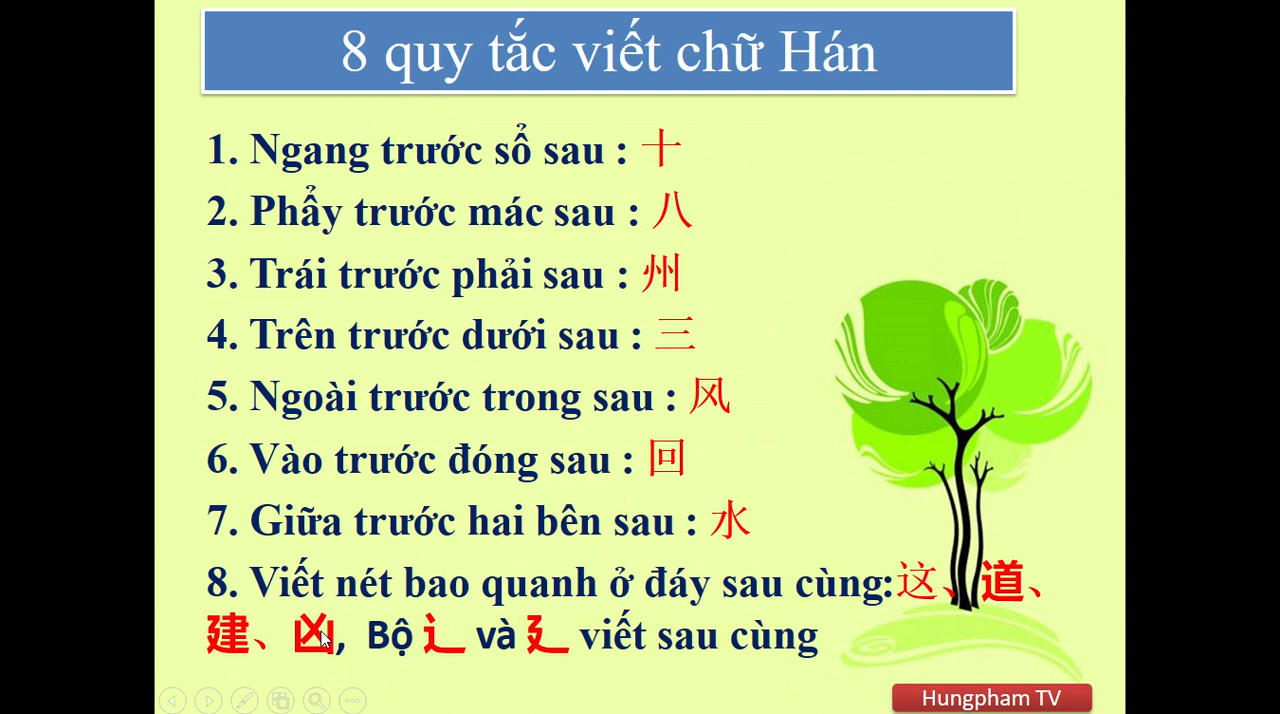 8 quy tắc viết chữ Hán
1. Ngang trước sổ sau : 十
2. Phẩy trước mác sau : 八
3. Trái trước phải sau : 州
4. Trên trước dưới sau : 三
5. Ngoài trước trong sau : 风
6. Vào trước đóng sau : 回
7. Giữa trước hai bên sau : 水
8. Viết nét bao quanh ở đáy sau cùng:这、道、
建、凶, Bộ 辶 và 廴 viết sau cùng
Hungpham TV